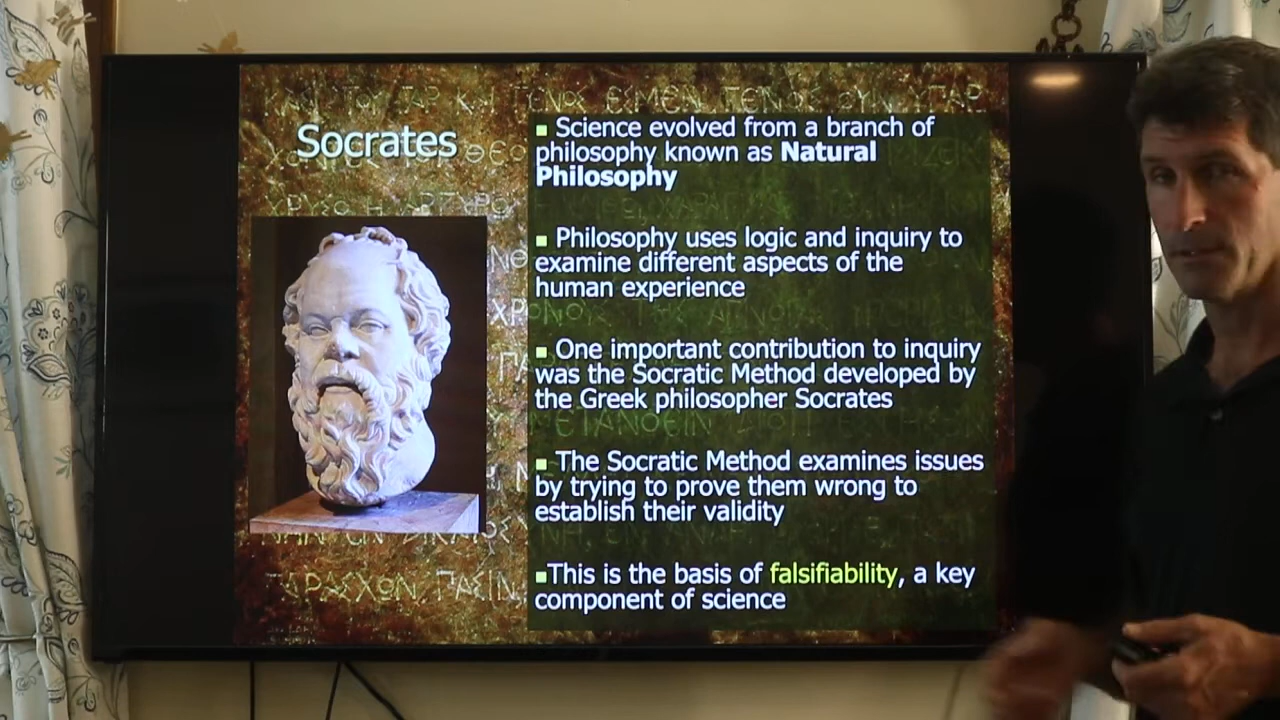 Socrates
▪ Science evolved from a branch of
philosophy known as Natural
Philosophy
▪ Philosophy uses logic and inquiry to
examine different aspects of the
human experience
▪ One important contribution to inquiry
was the Socratic Method developed by
the Greek philosopher Socrates
▪ The Socratic Method examines issues
by trying to prove them wrong to
establish their validity
▪This is the basis of falsifiability, a key
component of science